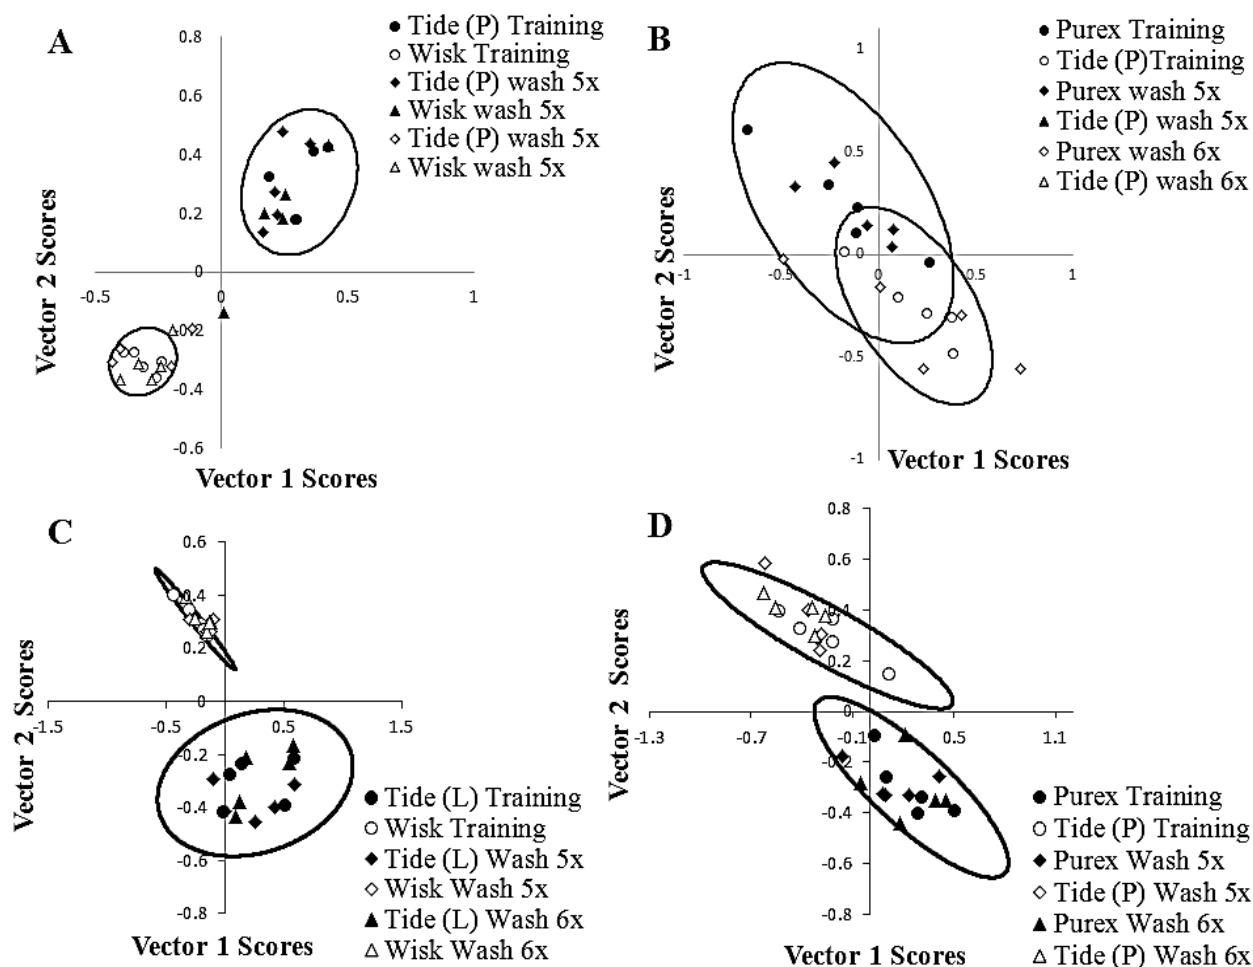 A
Tide (P) Training
Wisk Training
Tide (P) wash 5x
Wisk wash 5x
Tide (P) wash 5x
Wisk wash 5x
0.8
0.6
0.4
0.2
0
-0.2
-0.4
-0.6
-0.5
0
0.5
1
Vector 2 Scores
Vector 1 Scores
B
Purex Training
Tide (P)Training
Purex wash 5x
Tide (P) wash 5x
Purex wash 6x
Tide (P) wash 6x
1
0.5
0
-0.5
-1
-1
-0.5
0
0.5
1
Vector 2 Scores
Vector 1 Scores
C
0.6
0.4
0.2
0
-0.2
-0.4
-0.6
-0.8
-1.5
-0.5
0.5
1.5
Vector 2 Scores
Vector 1 Scores
Tide (L) Training
Wisk Training
Tide (L) Wash 5x
Wisk Wash 5x
Tide (L) Wash 6x
Wisk Wash 6x
D
0.8
0.6
0.4
0.2
0
-0.2
-0.4
-0.6
-0.8
-1.3
-0.7
-0.1
0.5
1.1
Vector 2 Scores
Vector 1 Scores
Purex Training
Tide (P) Training
Purex Wash 5x
Tide (P) Wash 5x
Purex Wash 6x
Tide (P) Wash 6x